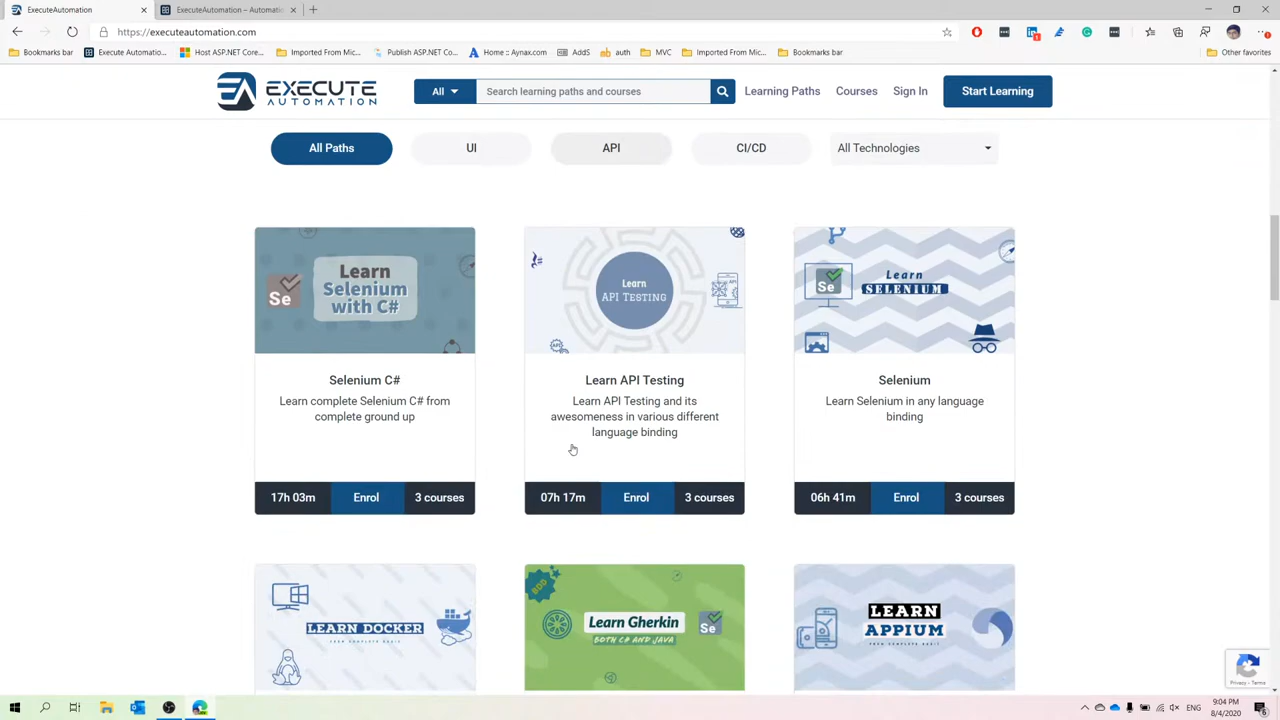 ExecuteAutomation
ExecuteAutomation – Automatio
https://executeautomation.com
Bookmarks bar
Execute Automatio...
Host ASP.NET Core...
Imported From Mic...
Publish ASP.NET Co...
Home :: Aynax.com
AddS
auth
MVC
Imported From Mic...
Bookmarks bar
Other favorites
EXECUTE
AUTOMATION
All
Search learning paths and courses
Learning Paths
Courses
Sign In
Start Learning
All Paths
UI
API
CI/CD
All Technologies
Learn
Selenium
with C#
Se
Learn
API TESTING
Learn
SELENIUM
Se
Selenium C#
Learn complete Selenium C# from
complete ground up
Learn API Testing
Learn API Testing and its
awesomeness in various different
language binding
Selenium
Learn Selenium in any language
binding
17h 03m
Enrol
3 courses
07h 17m
Enrol
3 courses
06h 41m
Enrol
3 courses
LEARN DOCKER
BDD
Learn Gherkin
BOTH C# AND JAVA
Se
LEARN
APPIUM
Privacy - Terms
ENG
9:04 PM
8/4/2020